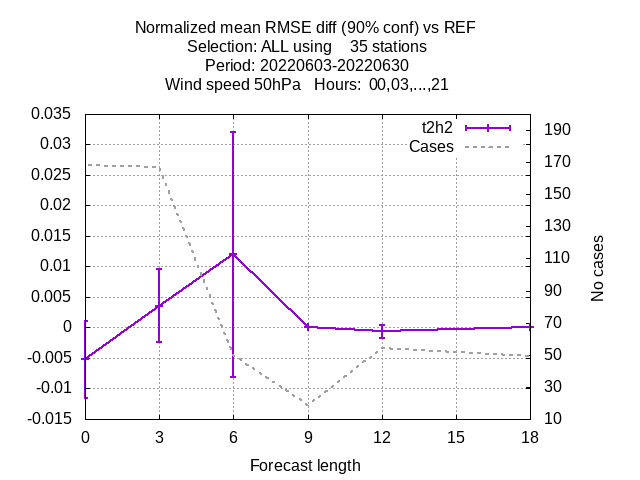 Normalized mean RMSE diff (90% conf) vs REF
Selection: ALL using    35 stations
Period: 20220603-20220630
Wind speed 50hPa   Hours:  00,03,...,21
t2h2
Cases
0.035
0.03
0.025
0.02
0.015
0.01
0.005
0
-0.005
-0.01
-0.015
190
170
150
130
110
90
70
50
30
10
No cases
0 3 6 9 12 15 18
Forecast length